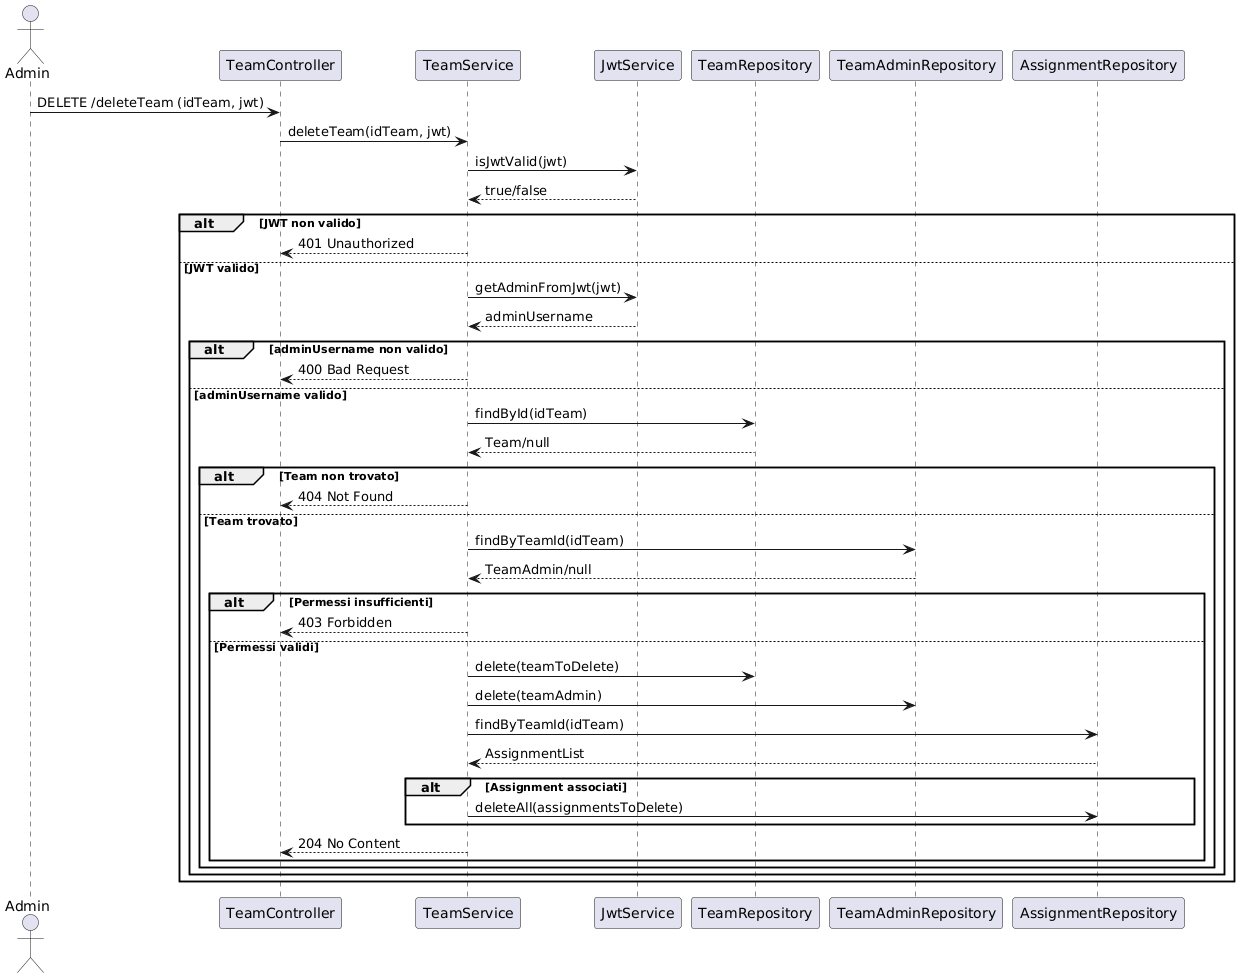 Admin
TeamController
TeamService
JwtService
TeamRepository
TeamAdminRepository
AssignmentRepository
DELETE /deleteTeam (idTeam, jwt)
deleteTeam(idTeam, jwt)
isJwtValid(jwt)
true/false
alt [JWT non valido]
401 Unauthorized
[JWT valido]
getAdminFromJwt(jwt)
adminUsername
alt [adminUsername non valido]
400 Bad Request
[adminUsername valido]
findById(idTeam)
Team/null
alt [Team non trovato]
404 Not Found
[Team trovato]
findByTeamId(idTeam)
TeamAdmin/null
alt [Permessi insufficienti]
403 Forbidden
[Permessi validi]
delete(teamToDelete)
delete(teamAdmin)
findByTeamId(idTeam)
AssignmentList
alt [Assignment associati]
deleteAll(assignmentsToDelete)
204 No Content
Admin
TeamController
TeamService
JwtService
TeamRepository
TeamAdminRepository
AssignmentRepository